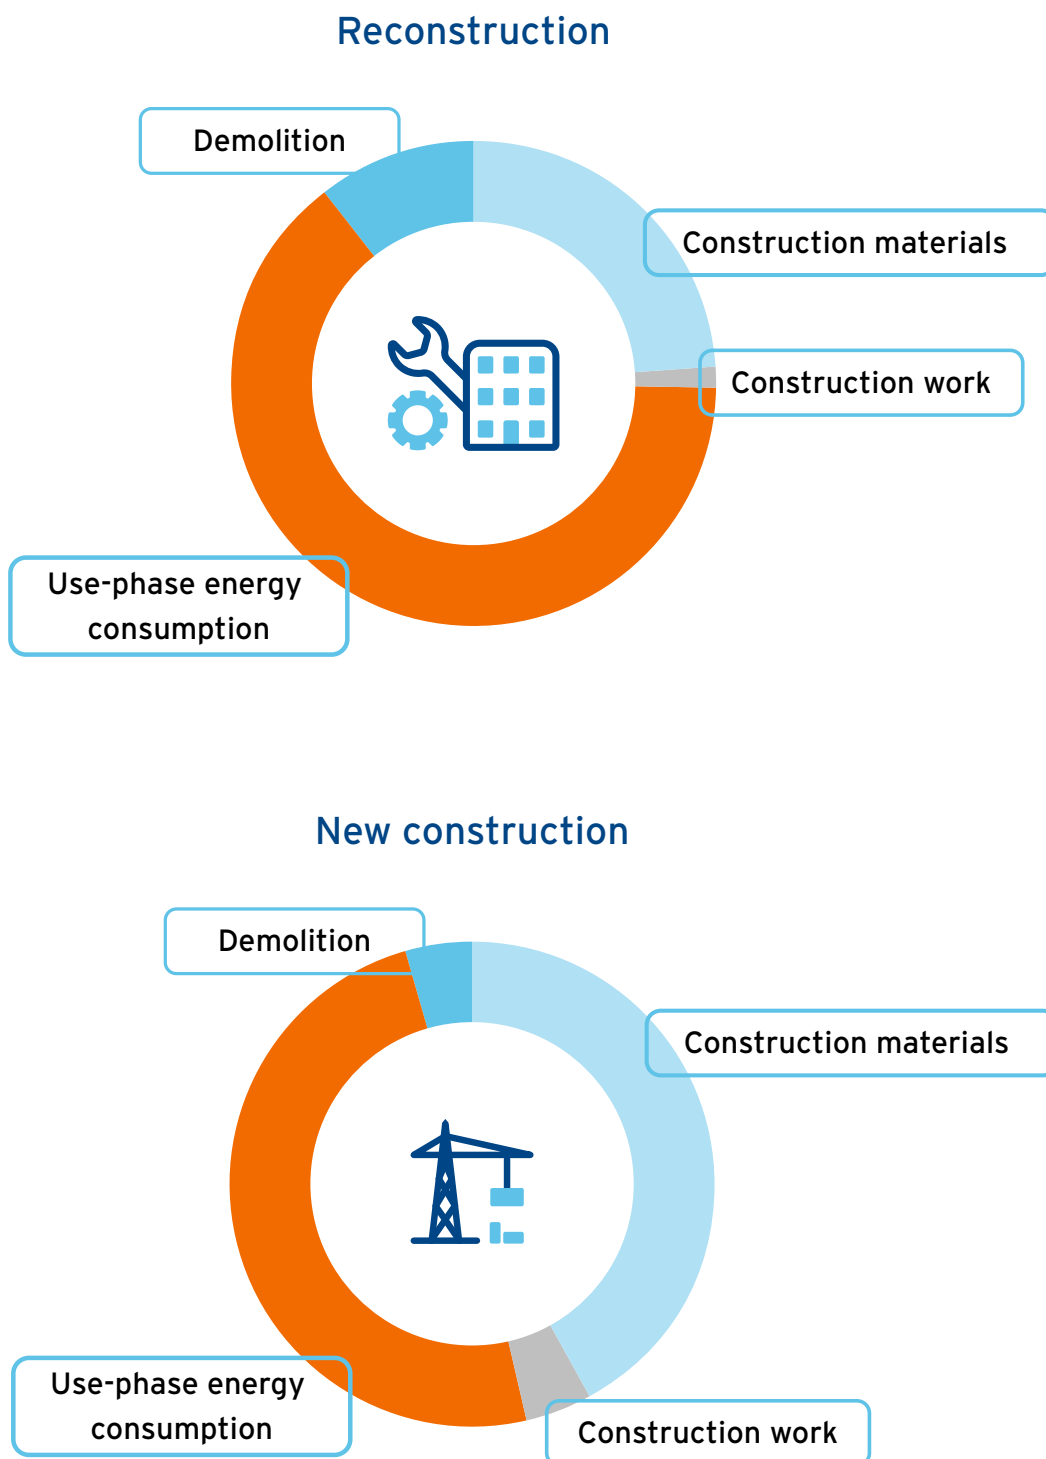 Reconstruction
Demolition
Construction materials
Construction work
Use-phase energy
consumption
New construction
Demolition
Construction materials
Use-phase energy
consumption
Construction work